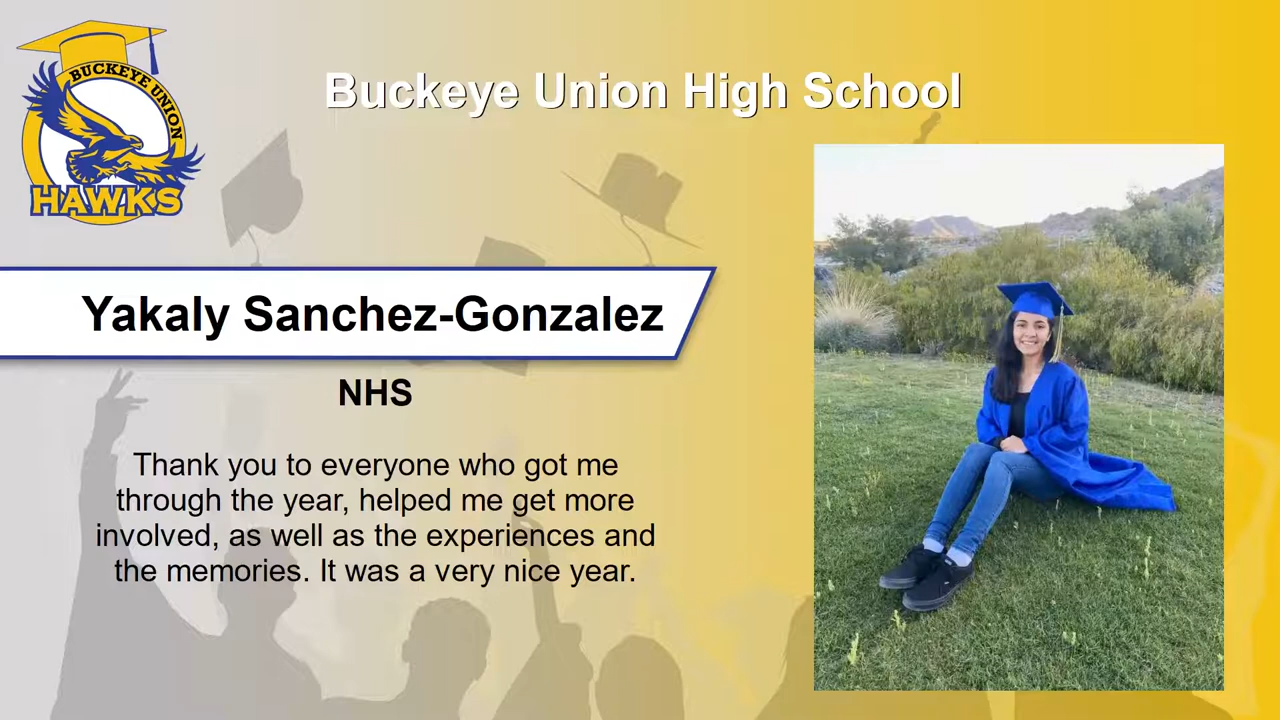 BUCKEYE UNION
HAWKS
Buckeye Union High School
Yakaly Sanchez-Gonzalez
NHS
Thank you to everyone who got me
through the year, helped me get more
involved, as well as the experiences and
the memories. It was a very nice year.